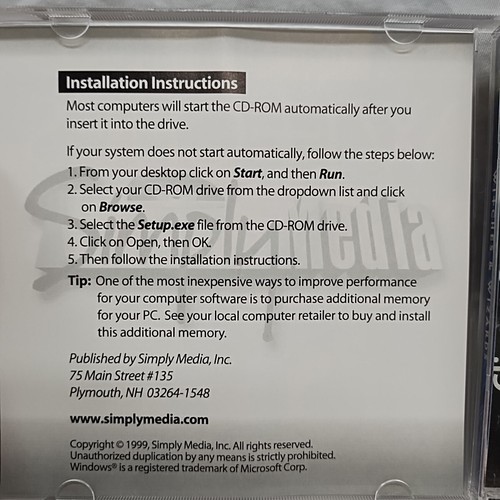 Installation Instructions
Most computers will start the CD-ROM automatically after you
insert it into the drive.
If your system does not start automatically, follow the steps below:
1. From your desktop click on Start, and then Run.
2. Select your CD-ROM drive from the dropdown list and click
on Browse.
3. Select the Setup.exe file from the CD-ROM drive.
4. Click on Open, then OK.
5. Then follow the installation instructions.
Tip: One of the most inexpensive ways to improve performance
for your computer software is to purchase additional memory
for your PC. See your local computer retailer to buy and install
this additional memory.
Published by Simply Media, Inc.
75 Main Street #135
Plymouth, NH 03264-1548
www.simplymedia.com
Copyright © 1999, Simply Media, Inc. All rights reserved.
Unauthorized duplication by any means is strictly prohibited.
Windows® is a registered trademark of Microsoft Corp.
SimplyMedia